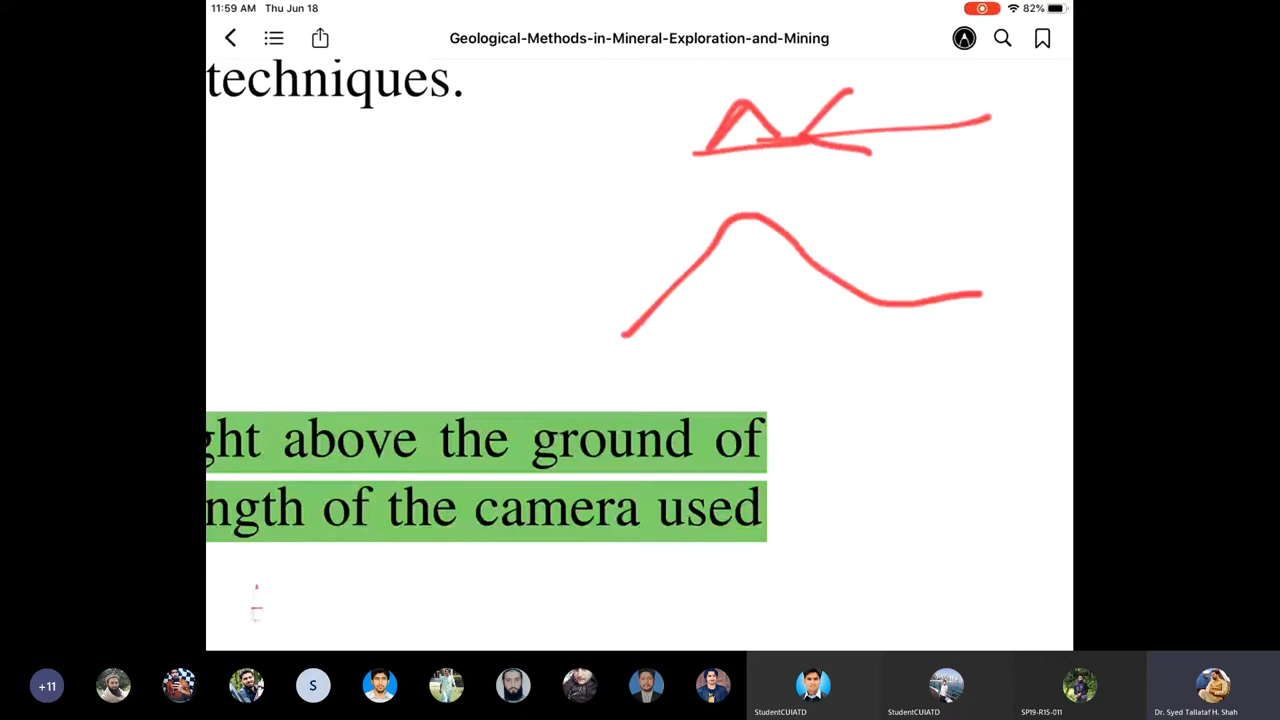 11:59 AM Thu Jun 18
82%
Geological-Methods-in-Mineral-Exploration-and-Mining
techniques.
ght above the ground of
ngth of the camera used
+11
S
StudentCUIATD
StudentCUIATD
SP19-R15-011
Dr. Syed Tallataf H. Shah